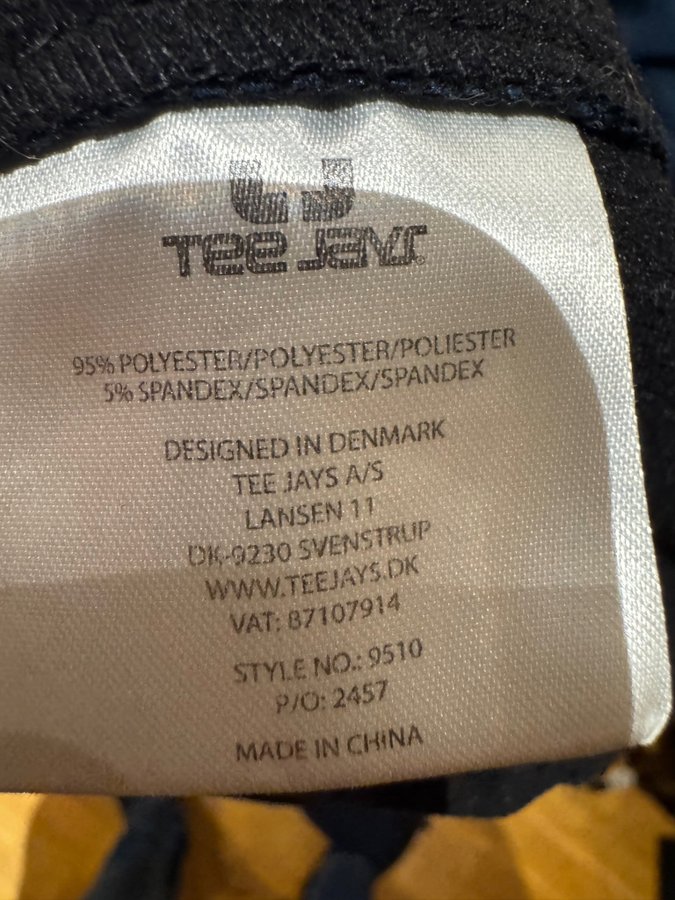 TJ
TEE JAYS®
95% POLYESTER/POLYESTER/POLIESTER
5% SPANDEX/SPANDEX/SPANDEX
DESIGNED IN DENMARK
TEE JAYS A/S
LANSEN 11
DK-9230 SVENSTRUP
WWW.TEEJAYS.DK
VAT: 87107914
STYLE NO.: 9510
P/O: 2457
MADE IN CHINA